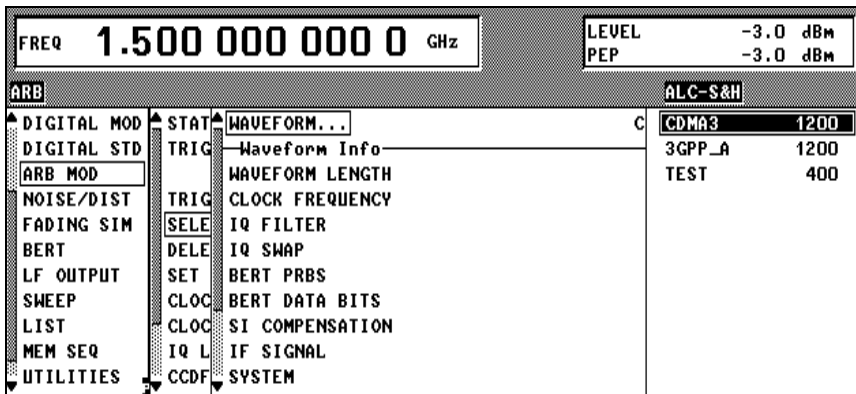 FREQ 1.500 000 000 0 GHz
LEVEL -3.0 dBm
PEP -3.0 dBm
ARB
ALC-S&H
DIGITAL MOD
DIGITAL STD
ARB MOD
NOISE/DIST
FADING SIM
BERT
LF OUTPUT
SWEEP
LIST
MEM SEQ
UTILITIES
STAT
TRIG
TRIG
SELE
DELE
SET
CLOC
CLOC
IQ L
CCDF
WAVEFORM... C
Waveform Info
WAVEFORM LENGTH
CLOCK FREQUENCY
IQ FILTER
IQ SWAP
BERT PRBS
BERT DATA BITS
SI COMPENSATION
IF SIGNAL
SYSTEM
CDMA3 1200
3GPP_A 1200
TEST 400